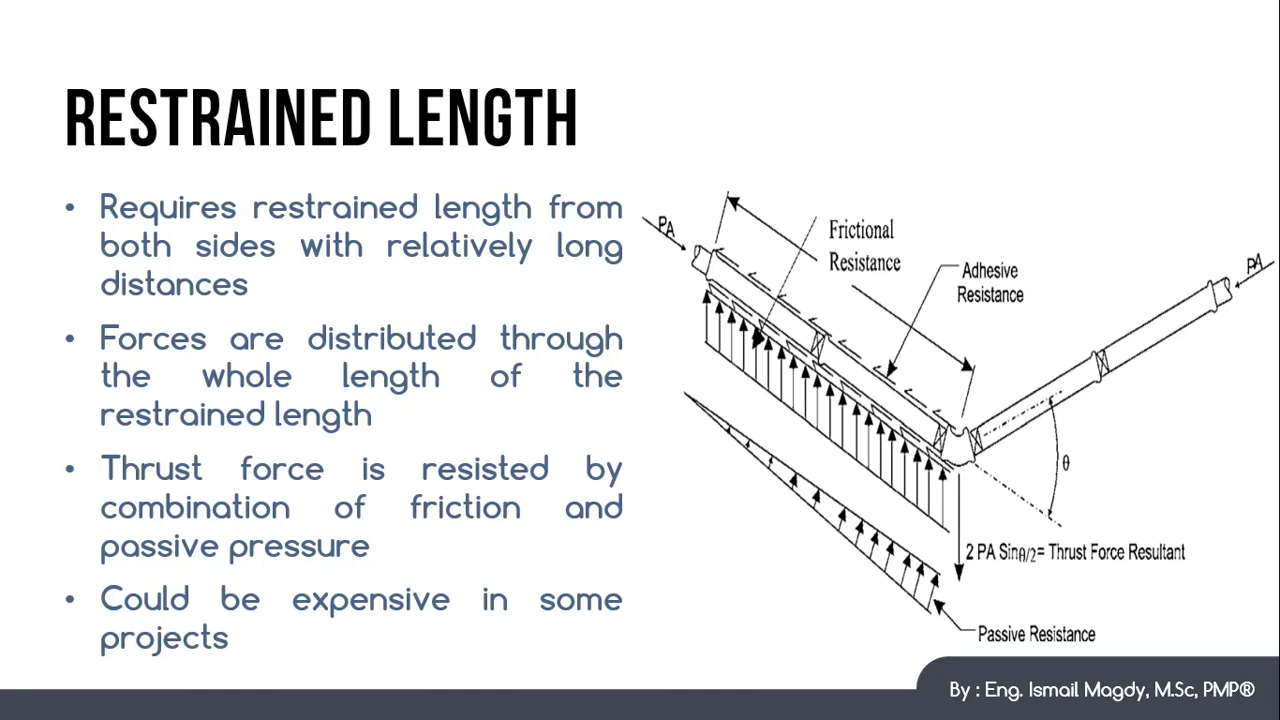 RESTRAINED LENGTH
• Requires restrained length from
both sides with relatively long
distances
• Forces are distributed through
the whole length of the
restrained length
• Thrust force is resisted by
combination of friction and
passive pressure
• Could be expensive in some
projects
PA
Frictional
Resistance
Adhesive
Resistance
PA
θ
2 PA Sinθ/2= Thrust Force Resultant
Passive Resistance
By : Eng. Ismail Magdy, M.Sc, PMP®